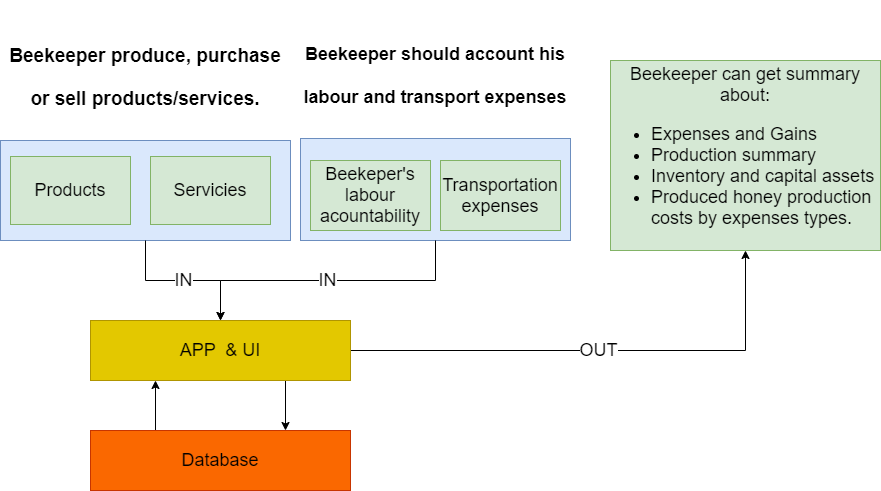 Beekeeper produce, purchase
or sell products/services.
Beekeeper should account his
labour and transport expenses
Beekeeper can get summary
about:
• Expenses and Gains
• Production summary
• Inventory and capital assets
• Produced honey production
costs by expenses types.
Products
Servicies
Beekeper's
labour
acountability
Transportation
expenses
IN
IN
APP & UI
OUT
Database